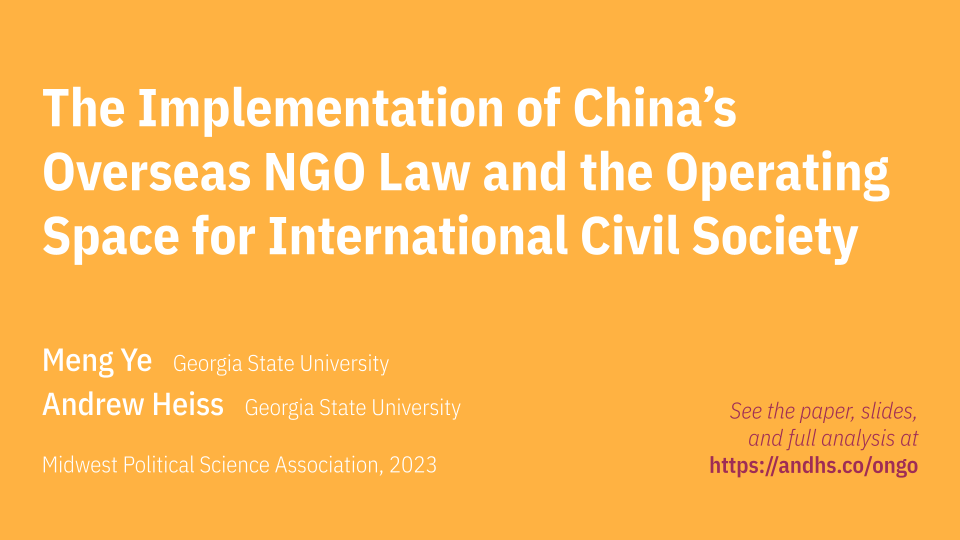 The Implementation of China’s
Overseas NGO Law and the Operating
Space for International Civil Society
Meng Ye Georgia State University
Andrew Heiss Georgia State University
Midwest Political Science Association, 2023
See the paper, slides,
and full analysis at
https://andhs.co/ongo